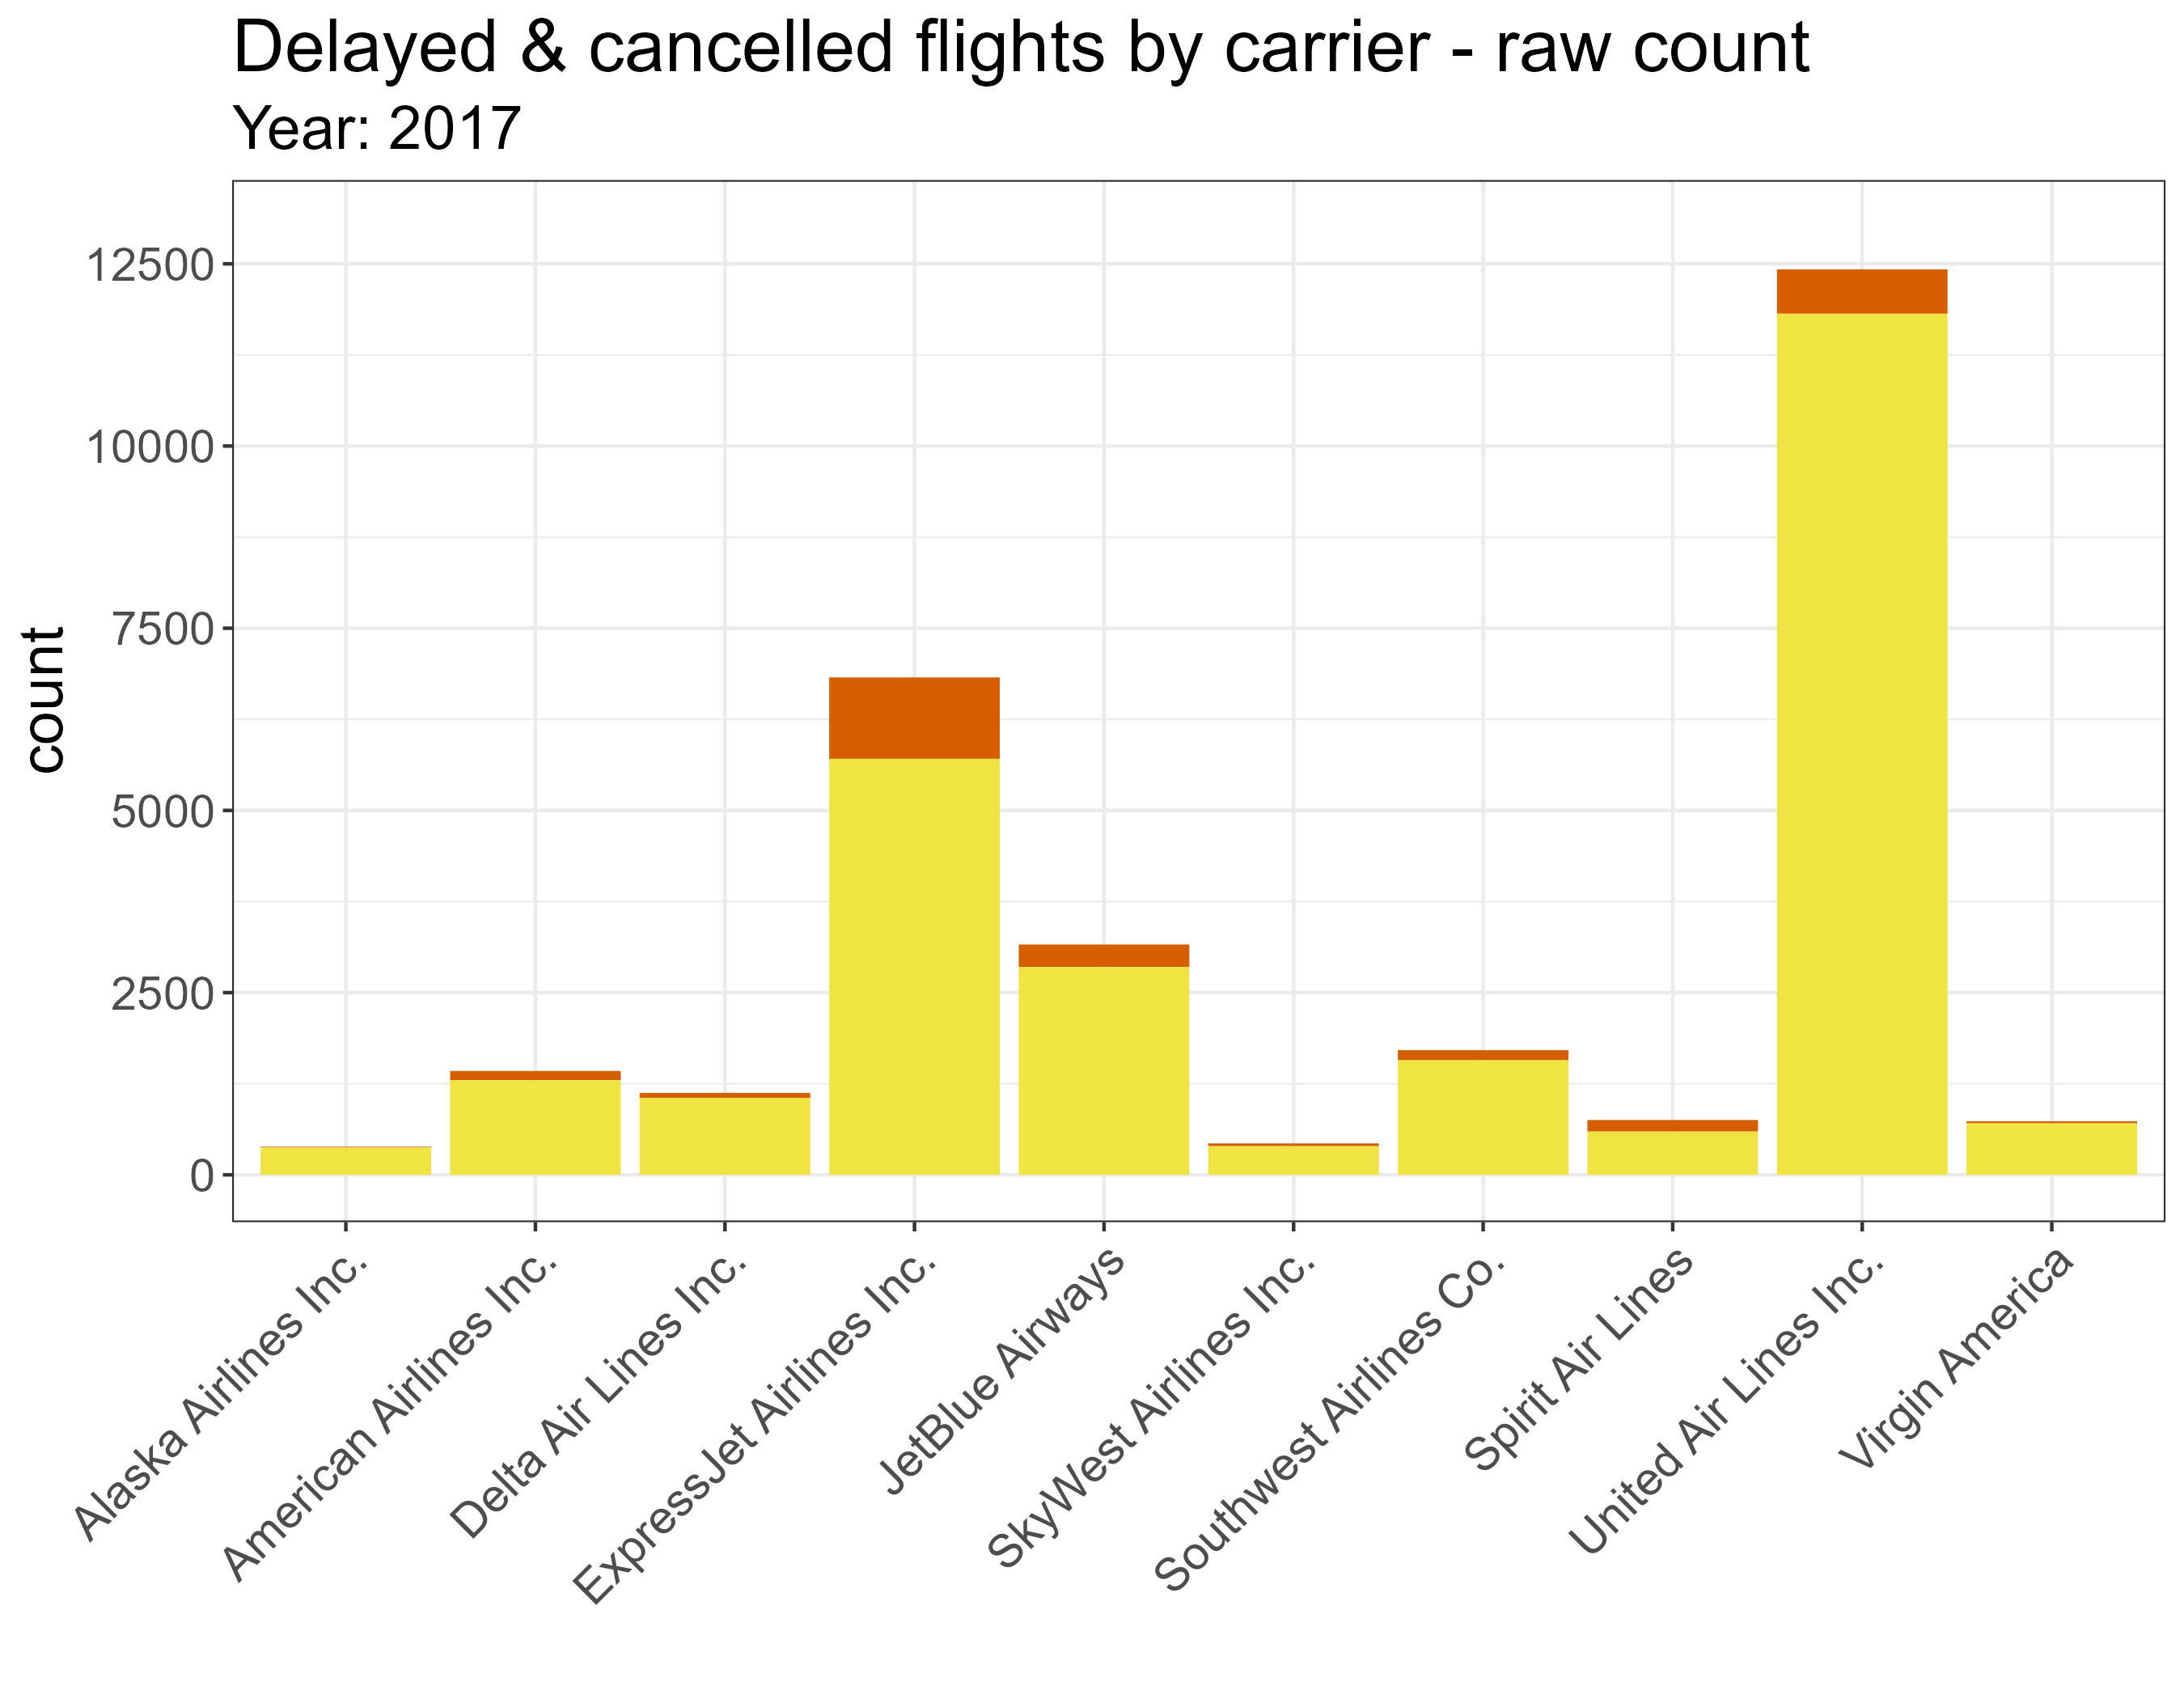 Delayed & cancelled flights by carrier - raw count
Year: 2017
count
12500
10000
7500
5000
2500
0
Alaska Airlines Inc.
American Airlines Inc.
Delta Air Lines Inc.
ExpressJet Airlines Inc.
JetBlue Airways
SkyWest Airlines Inc.
Southwest Airlines Co.
Spirit Air Lines
United Air Lines Inc.
Virgin America